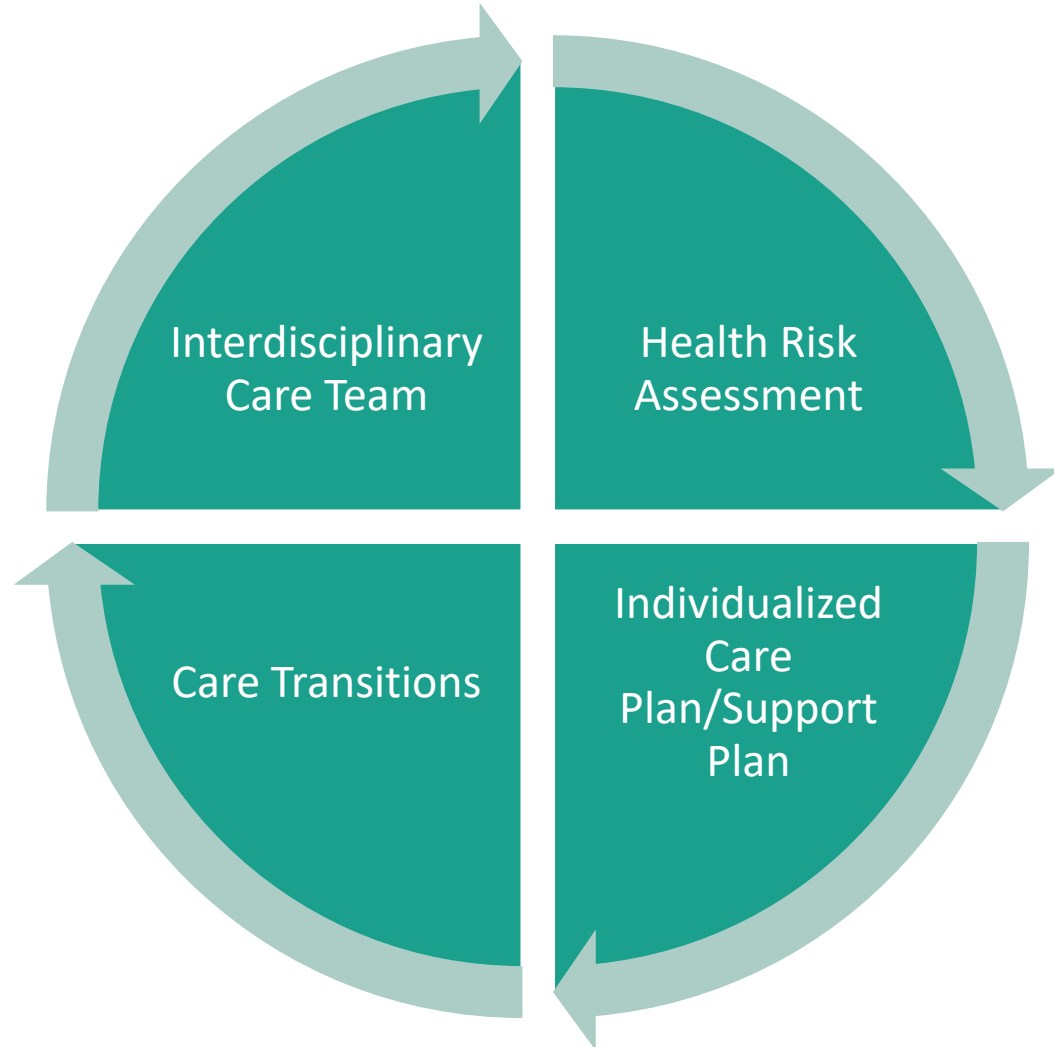 Interdisciplinary
Care Team
Health Risk
Assessment
Care Transitions
Individualized
Care
Plan/Support
Plan